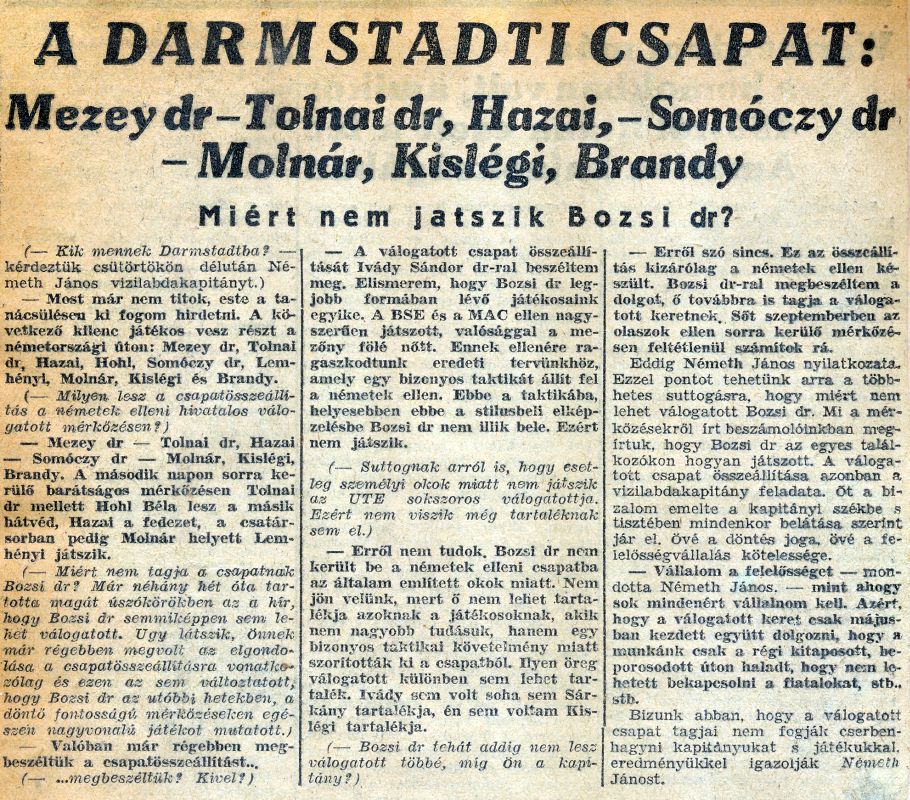 A DARMSTADTI CSAPAT:
Mezey dr–Tolnai dr, Hazai,–Somóczy dr
– Molnár, Kislégi, Brandy
Miért nem jatszik Bozsi dr?
(— Kik mennek Darmstadtba? —
kérdeztük csütörtökön délután Né-
meth János vizilabdakapitányt.)
— Most már nem titok, este a ta-
nácsülésen ki fogom hirdetni. A kö-
vetkező kilenc játékos vesz részt a
németországi úton: Mezey dr, Tolnai
dr, Hazai, Hohl, Somóczy dr, Lem-
hényi, Molnár, Kislégi és Brandy.
(— Milyen lesz a csapatösszeállí-
tás a németek elleni hivatalos válo-
gatott mérkőzésen?)
— Mezey dr — Tolnai dr, Hazai
— Somóczy dr — Molnár, Kislégi,
Brandy. A második napon sorra ke-
rülő barátságos mérkőzésen Tolnai
dr mellett Hohl Béla lesz a másik
hátvéd, Hazai a fedezet, a csatár-
sorban pedig Molnár helyett Lem-
hényi játszik.
(— Miért nem tagja a csapatnak
Bozsi dr? Már néhány hét óta tar-
totta magát úszókörökben az a hír,
hogy Bozsi dr semmiképpen sem le-
het válogatott. Ugy látszik, önnek
már régebben megvolt az elgondo-
lása a csapatösszeállításra vonatko-
zólag és ezen az sem változtatott,
hogy Bozsi dr az utóbbi hetekben, a
döntő fontosságú mérkőzéseken egé-
szen nagyvonalú játékot mutatott.)
— Valóban már régebben meg-
beszéltük a csapatösszeállítást...
(— ...megbeszéltük? Kivel?)
— A válogatott csapat összeállí-
tását Ivády Sándor dr-ral beszéltem
meg. Elismerem, hogy Bozsi dr leg-
jobb formában lévő játékosaink
egyike. A BSE és a MAC ellen nagy-
szerűen játszott, valósággal a me-
zőny fölé nőtt. Ennek ellenére ra-
gaszkodtunk eredeti tervünkhöz,
amely egy bizonyos taktikát állít fel
a németek ellen. Ebbe a taktikába,
helyesebben ebbe a stílusbeli elkép-
zelésbe Bozsi dr nem illik bele. Ezért
nem játszik.
(— Suttognak arról is, hogy eset-
leg személyi okok miatt nem játszik
az UTE sokszoros válogatottja.
Ezért nem viszik még tartaléknak
sem el.)
— Erről nem tudok. Bozsi dr nem
került be a németek elleni csapatba
az általam említett okok miatt. Nem
jön velünk, mert ő nem lehet tarta-
lékja azoknak a játékosoknak, akik
nem nagyobb tudásuk, hanem egy
bizonyos taktikai követelmény miatt
szorították ki a csapatból. Ilyen öreg
válogatott különben sem lehet tar-
talék. Ivády sem volt soha sem Sár-
kány tartalékja, én sem voltam Kis-
légi tartalékja.
(— Bozsi dr tehát addig nem lesz
válogatott többé, míg Ön a kapi-
tány?)
— Erről szó sincs. Ez az összeállí-
tás kizárólag a németek ellen ké-
szült. Bozsi dr-ral megbeszéltem a
dolgot, ő továbbra is tagja a váloga-
tott keretnek. Sőt szeptemberben az
olaszok ellen sorra kerülő mérkőzé-
sen feltétlenül számítok rá.
Eddig Németh János nyilatkozata.
Ezzel pontot tehetünk arra a több-
hetes suttogásra, hogy miért nem
lehet válogatott Bozsi dr. Mi a mér-
kőzésekről írt beszámolóinkban meg-
írtuk, hogy Bozsi dr az egyes talál-
kozókon hogyan játszott. A váloga-
tott csapat összeállítása azonban a
vizilabdakapitány feladata. Őt a bi-
zalom emelte a kapitányi székbe s
tisztében mindenkor belátása szerint
jár el. Övé a döntés joga, övé a fe-
lelősségvállalás kötelessége.
— Vállalom a felelősséget — mon-
dotta Németh János. — mint ahogy
sok mindenért vállalnom kell. Azért,
hogy a válogatott keret csak május-
ban kezdett együtt dolgozni, hogy a
munkánk csak a régi kitaposott, be-
porosodott úton haladt, hogy nem le-
hetett bekapcsolni a fiatalokat, stb.,
stb.
Bizunk abban, hogy a válogatott
csapat tagjai nem fogják cserben-
hagyni kapitányukat s játékukkal,
eredményükkel igazolják Németh
Jánost.